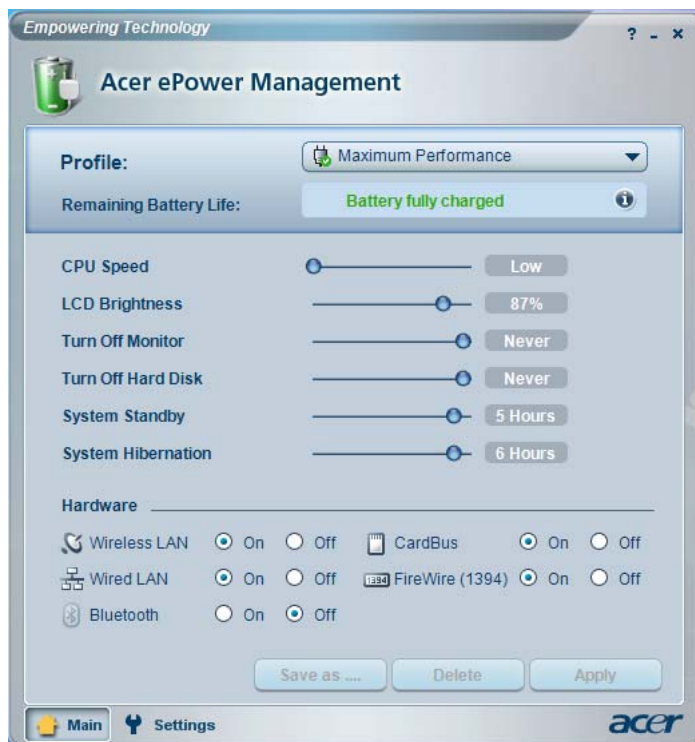 Empowering Technology
? - x
Acer ePower Management
Profile: Maximum Performance
Remaining Battery Life: Battery fully charged
CPU Speed Low
LCD Brightness 87%
Turn Off Monitor Never
Turn Off Hard Disk Never
System Standby 5 Hours
System Hibernation 6 Hours
Hardware
Wireless LAN On Off CardBus On Off
Wired LAN On Off 1394 FireWire (1394) On Off
Bluetooth On Off
Save as .... Delete Apply
Main Settings acer